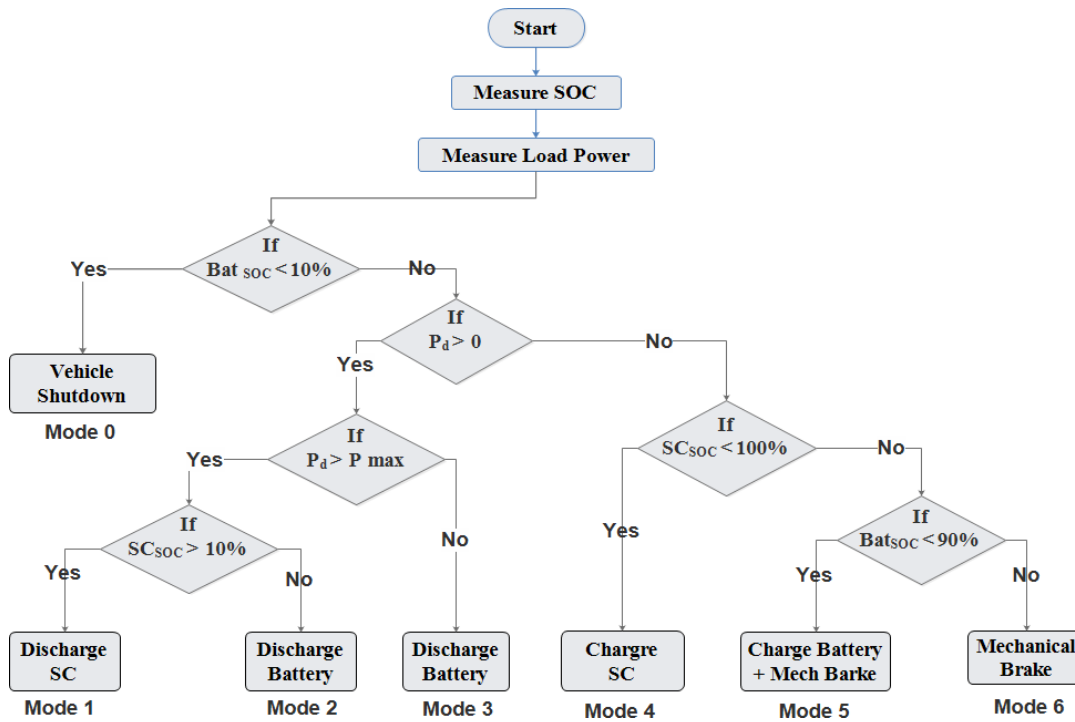 Start
Measure SOC
Measure Load Power
If
Bat SOC < 10%
Yes
No
If
Pd > 0
Vehicle
Shutdown
Mode 0
Yes
No
If
Pd > P max
If
SCSOC < 100%
Yes
No
No
If
SCSOC > 10%
Yes
No
If
BatSOC < 90%
Yes
No
Yes
No
Discharge
SC
Mode 1
Discharge
Battery
Mode 2
Discharge
Battery
Mode 3
Chargre
SC
Mode 4
Charge Battery
+ Mech Barke
Mode 5
Mechanical
Brake
Mode 6